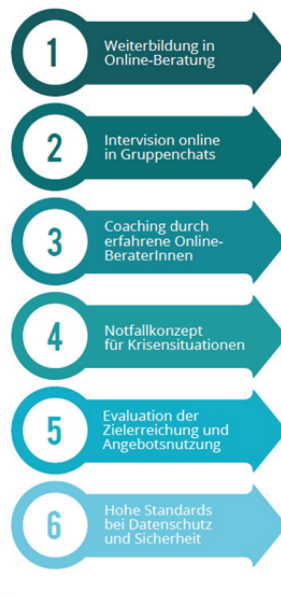 1
Weiterbildung in
Online-Beratung
2
Intervision online
in Gruppenchats
3
Coaching durch
erfahrene Online-
BeraterInnen
4
Notfallkonzept
für Krisensituationen
5
Evaluation der
Zielerreichung und
Angebotsnutzung
6
Hohe Standards
bei Datenschutz
und Sicherheit